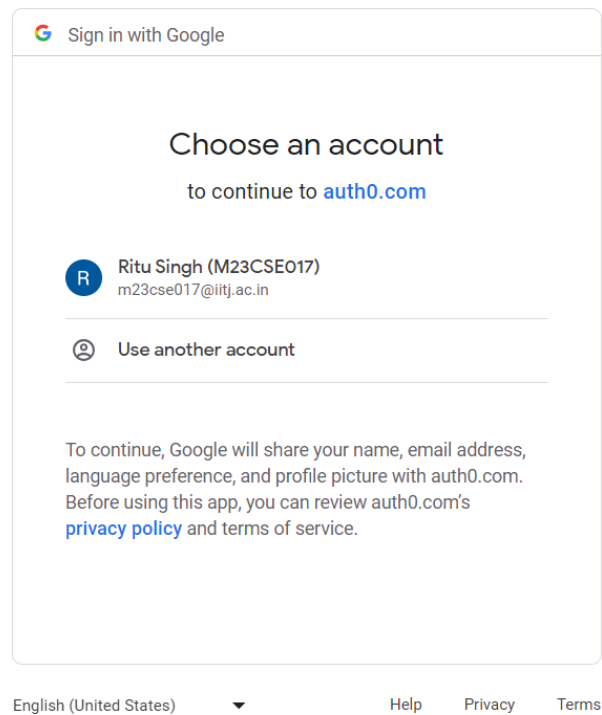 Sign in with Google
Choose an account
to continue to auth0.com
R
Ritu Singh (M23CSE017)
m23cse017@iitj.ac.in
Use another account
To continue, Google will share your name, email address,
language preference, and profile picture with auth0.com.
Before using this app, you can review auth0.com's
privacy policy and terms of service.
English (United States) Help Privacy Terms